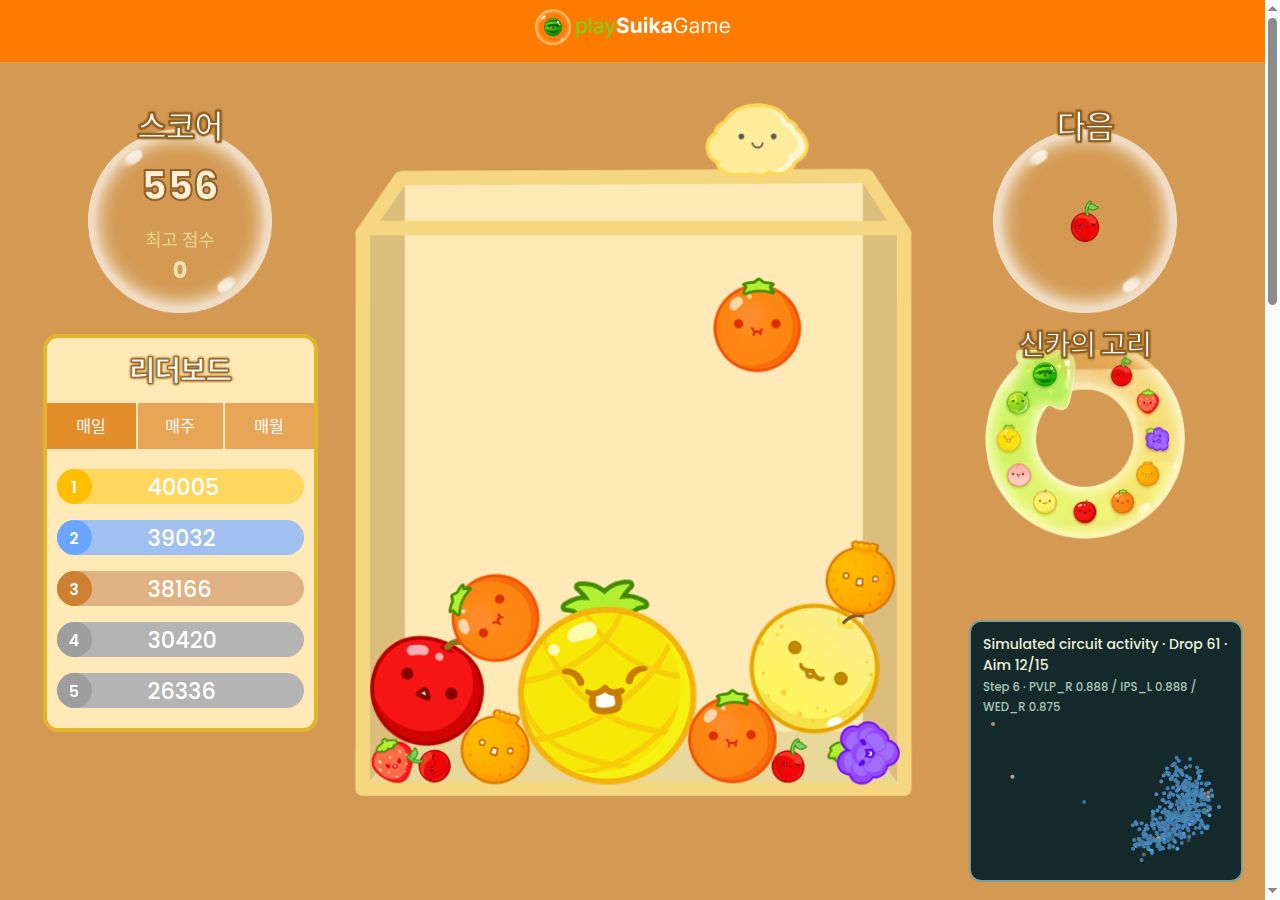 playSuikaGame
스코어
556
최고 점수
0
다음
신카의 고리
리더보드
매일
매주
매월
1 40005
2 39032
3 38166
4 30420
5 26336
Simulated circuit activity · Drop 61 ·
Aim 12/15
Step 6 · PVLP_R 0.888 / IPS_L 0.888 /
WED_R 0.875